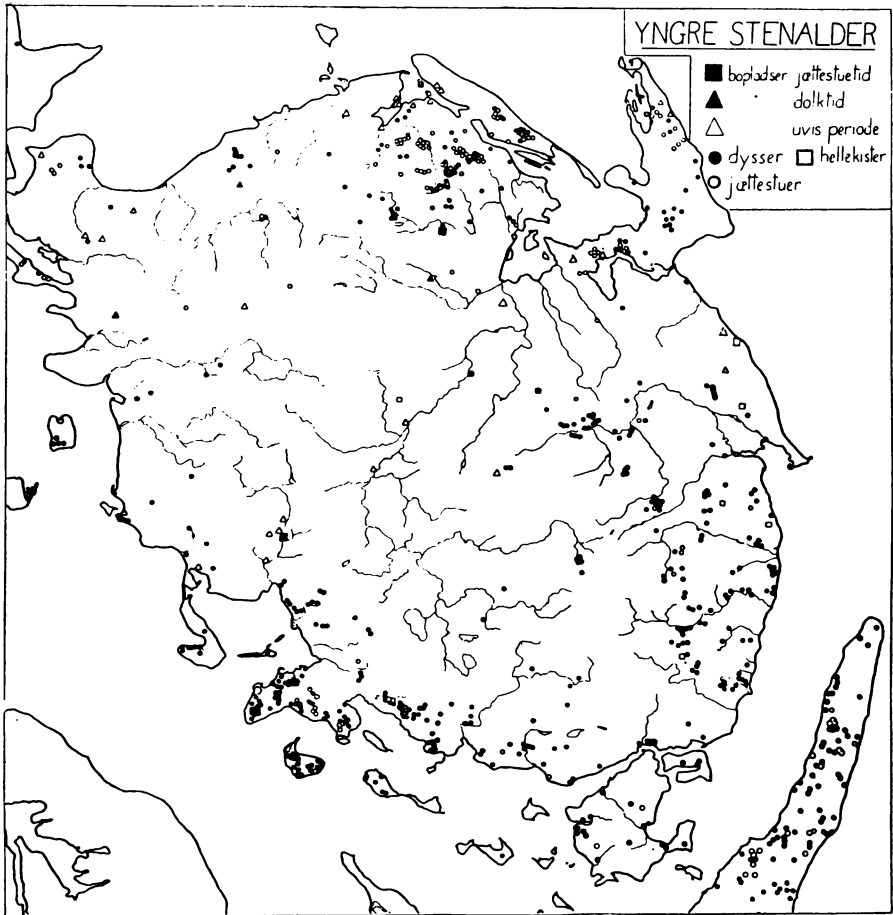 YNGRE STENALDER
bopladser jættestuetid
" dolktid
uvis periode
dysser hellekister
jættestuer